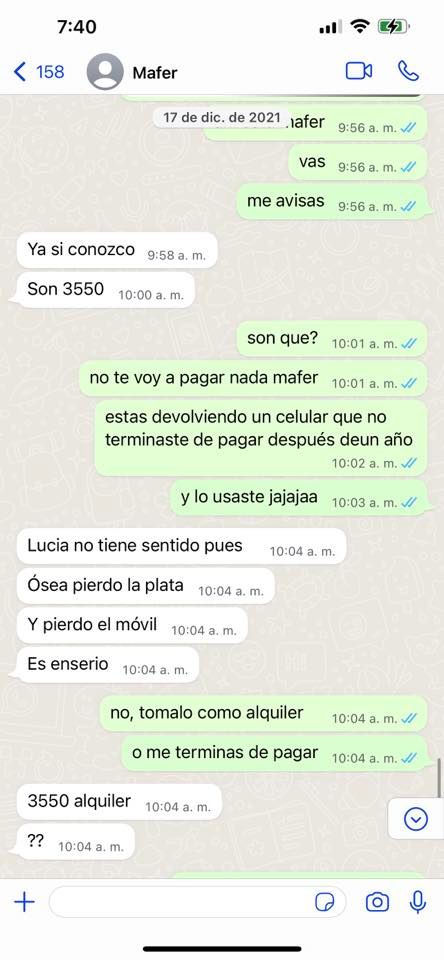 7:40
158
Mafer
17 de dic. de 2021
mafer 9:56 a. m.
vas 9:56 a. m.
me avisas 9:56 a. m.
Ya si conozco 9:58 a. m.
Son 3550 10:00 a. m.
son que? 10:01 a. m.
no te voy a pagar nada mafer 10:01 a. m.
estas devolviendo un celular que no
terminaste de pagar después deun año
10:02 a. m.
y lo usaste jajajaa 10:03 a. m.
Lucia no tiene sentido pues 10:04 a. m.
Ósea pierdo la plata 10:04 a. m.
Y pierdo el móvil 10:04 a. m.
Es enserio 10:04 a. m.
no, tomalo como alquiler 10:04 a. m.
o me terminas de pagar 10:04 a. m.
3550 alquiler 10:04 a. m.
?? 10:04 a. m.